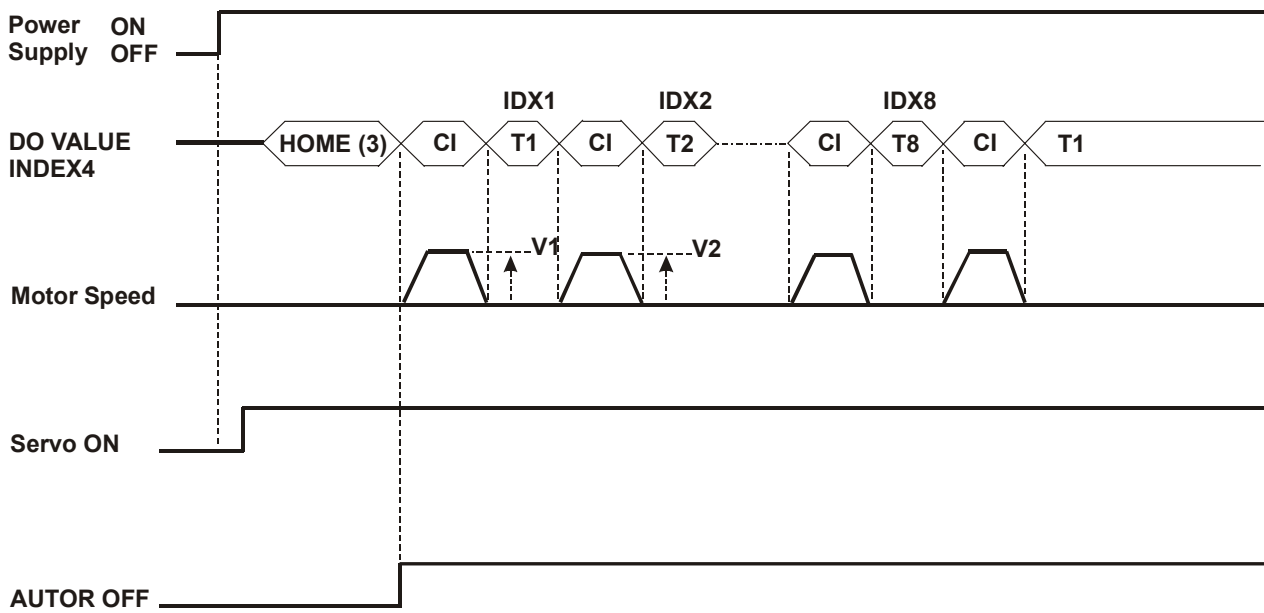 Power ON
Supply OFF
IDX1 IDX2 IDX8
DO VALUE
INDEX4
HOME (3) CI T1 CI T2 CI T8 CI T1
V1 V2
Motor Speed
Servo ON
AUTOR OFF